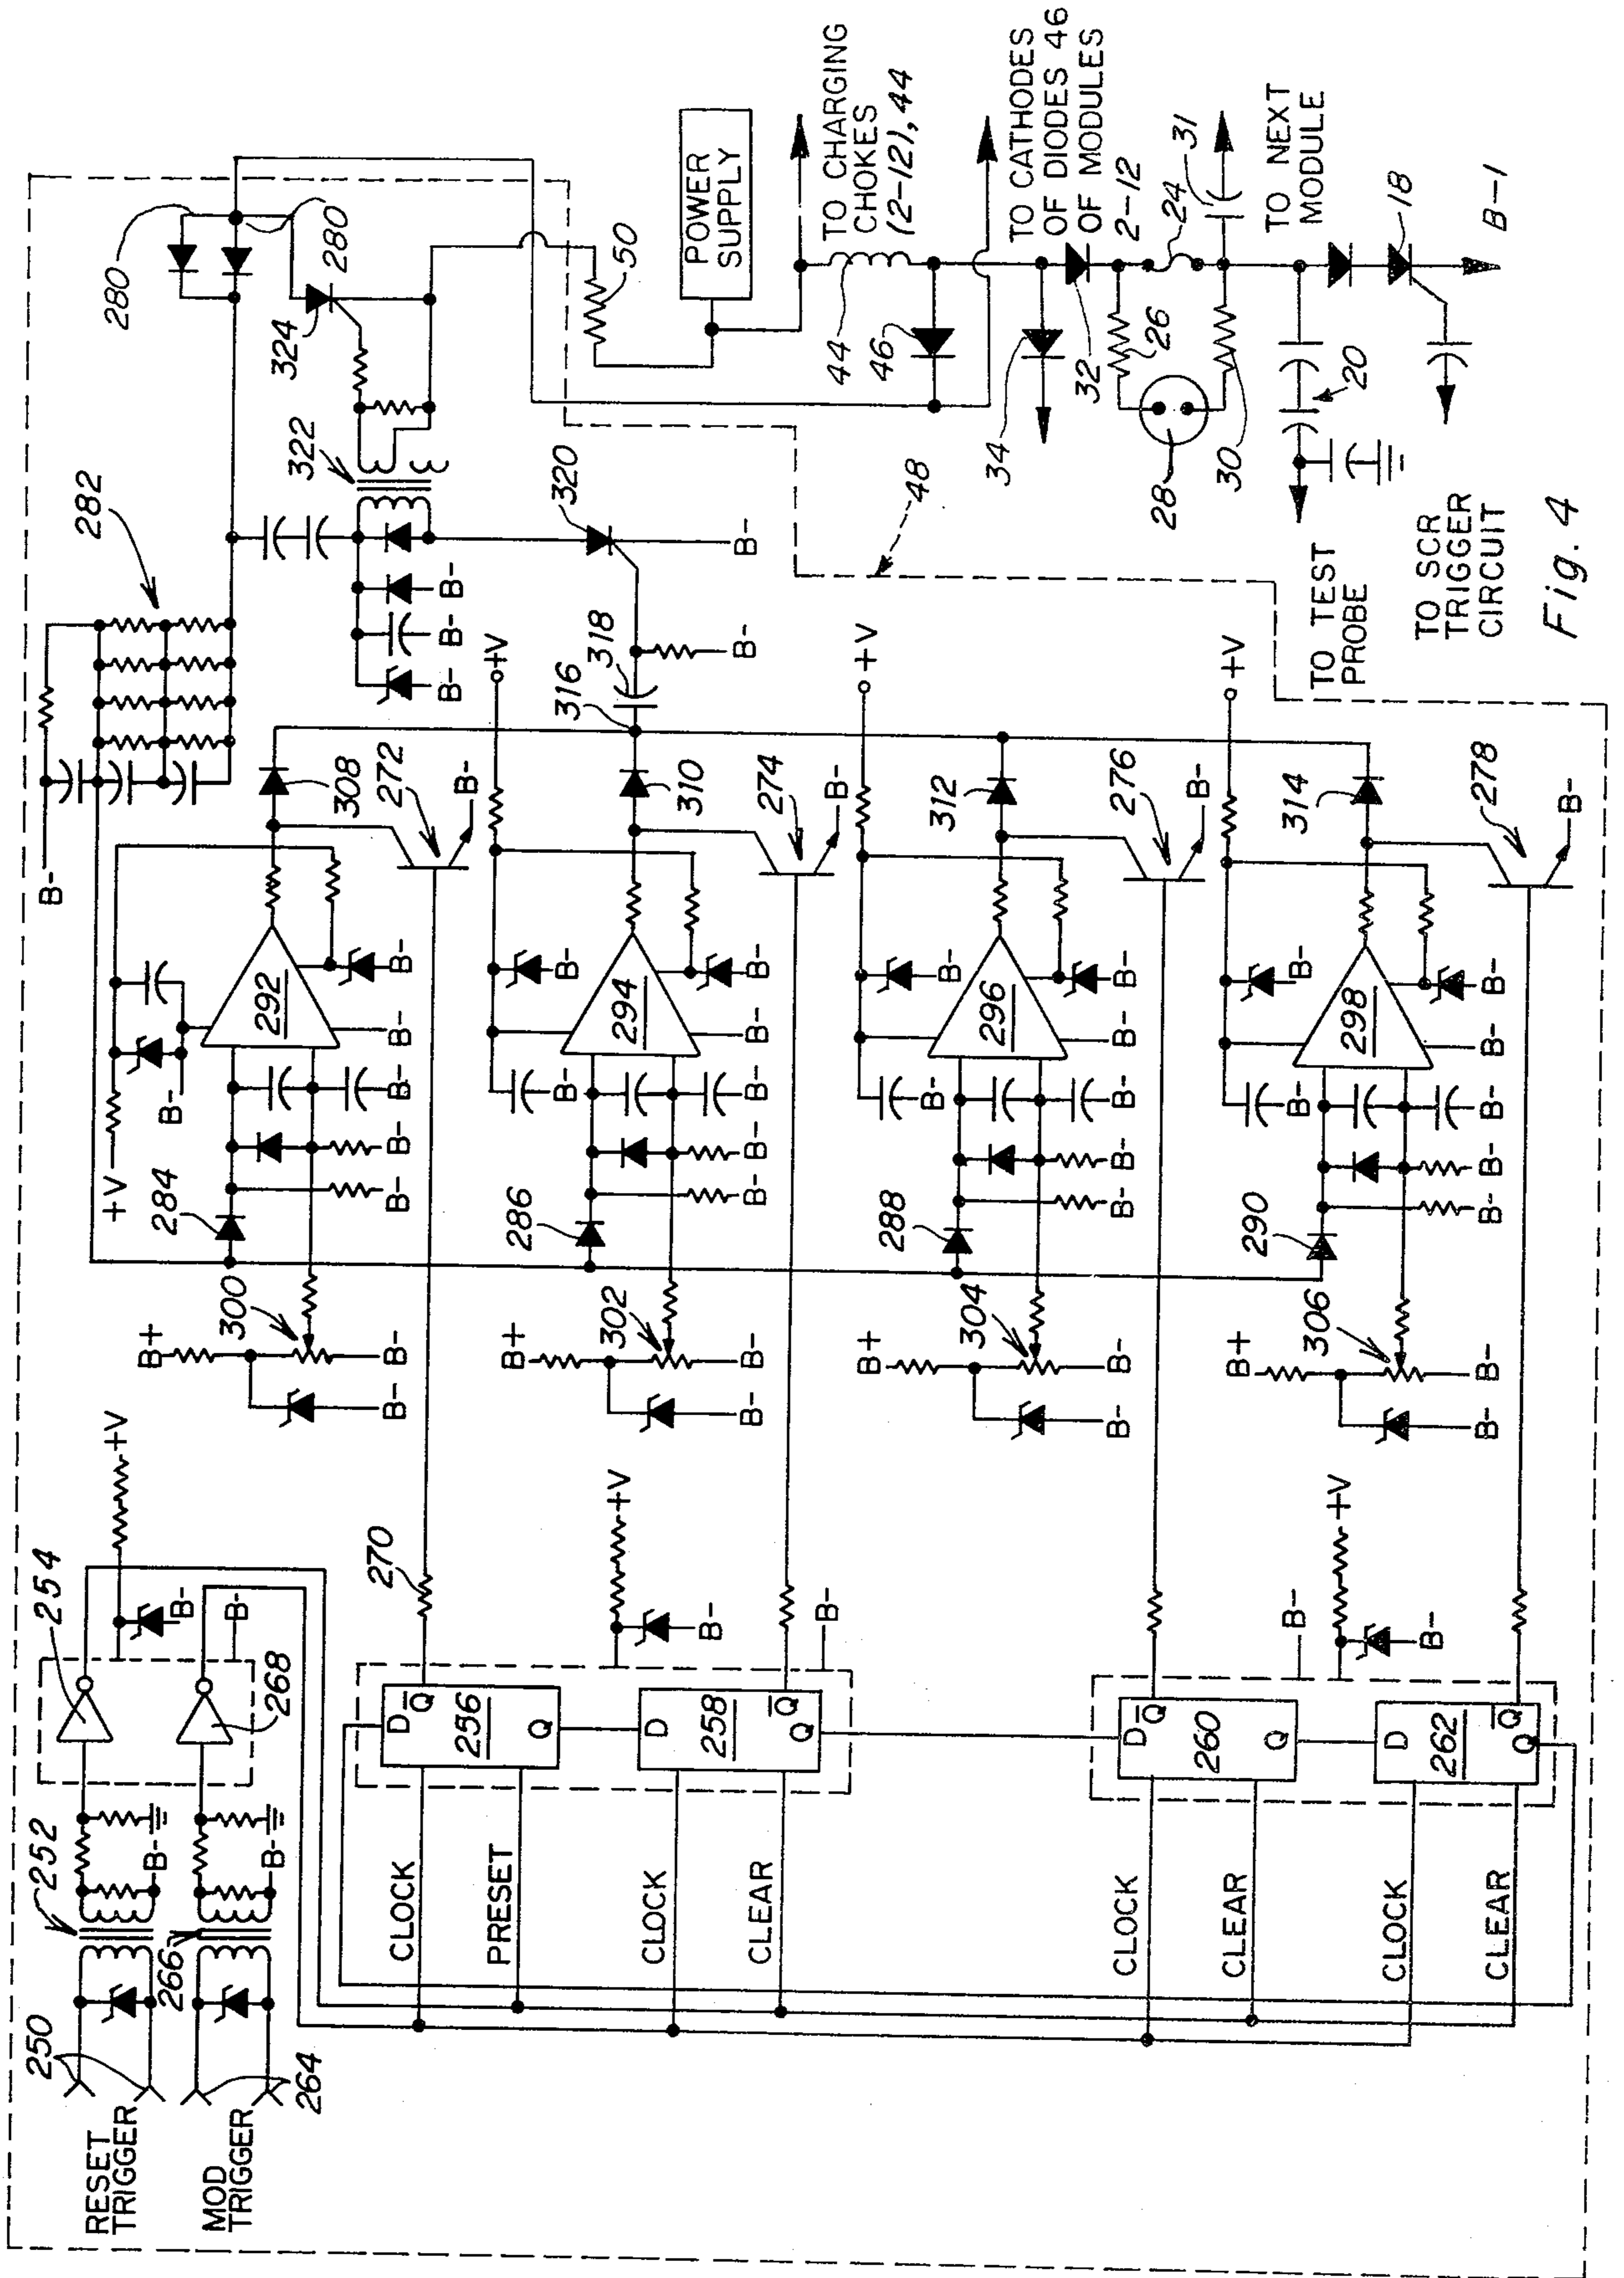 RESET
TRIGGER
250
252
B-
254
+V
B-
MOD
TRIGGER
264
266
B-
268
B-
CLOCK
PRESET
D
Q̅
256
Q
270
CLOCK
CLEAR
D
258
Q̅
Q
+V
B-
B-
CLOCK
CLEAR
D
Q̅
260
Q
B-
CLOCK
CLEAR
D
262
Q̅
Q
+V
B-
B+
300
B-
B-
284
+V
B-
B-
B-
292
B-
B-
B-
308
272
B-
B-
282
B+
302
B-
B-
286
B-
B-
B-
B-
294
B-
B-
B-
+V
310
274
B-
B+
304
B-
B-
288
B-
B-
B-
B-
296
B-
B-
B-
+V
312
276
B-
B+
306
B-
B-
290
B-
B-
B-
B-
298
B-
B-
B-
+V
314
278
B-
316
318
B-
320
B-
B-
B-
B-
322
324
280
280
280
50
POWER
SUPPLY
48
TO CHARGING
CHOKES
(2-12), 44
44
46
TO CATHODES
OF DIODES 46
OF MODULES
2-12
34
32
26
24
28
30
31
TO NEXT
MODULE
20
18
B-1
TO TEST
PROBE
TO SCR
TRIGGER
CIRCUIT
Fig. 4